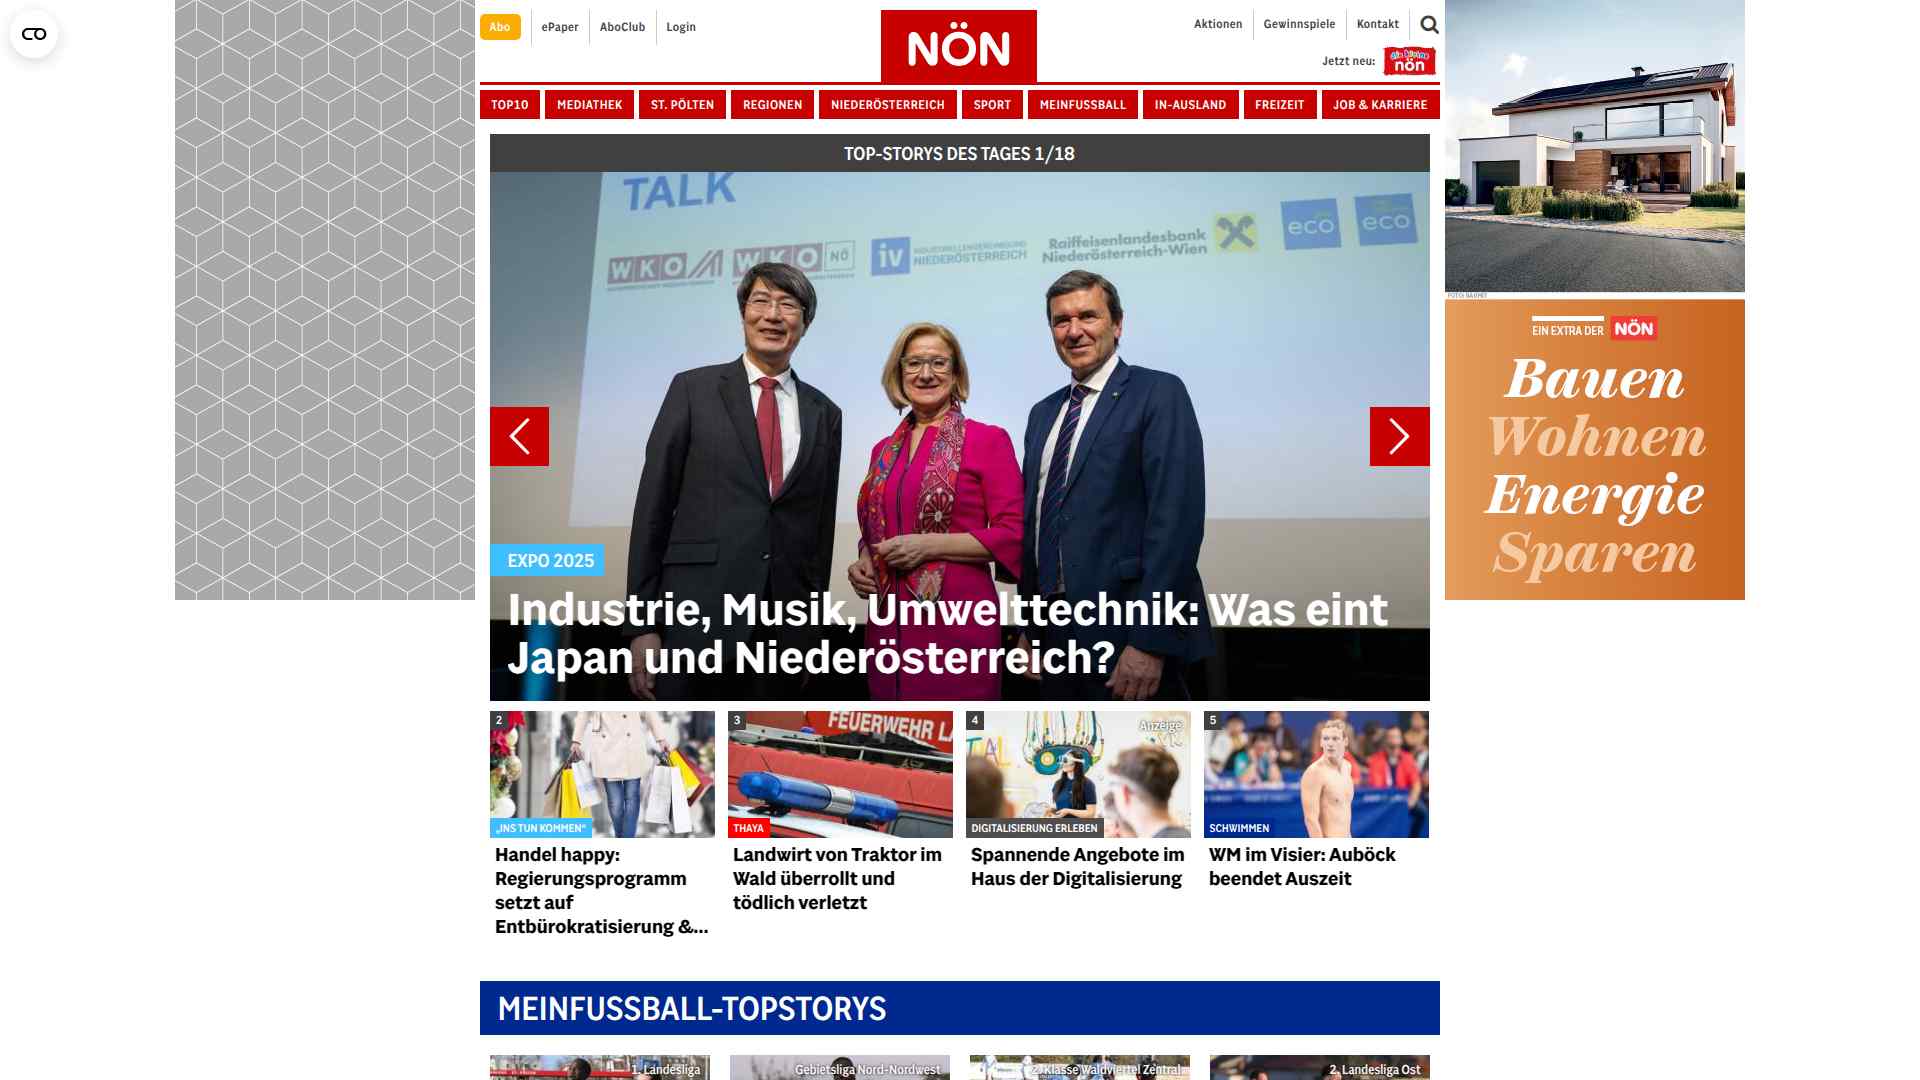 Abo
ePaper
AboClub
Login
NÖN
Aktionen
Gewinnspiele
Kontakt
Jetzt neu:
die kleine
nön
TOP10
MEDIATHEK
ST. PÖLTEN
REGIONEN
NIEDERÖSTERREICH
SPORT
MEINFUSSBALL
IN-AUSLAND
FREIZEIT
JOB & KARRIERE
TOP-STORYS DES TAGES 1/18
TALK
WKO
WKO NÖ
iv
INDUSTRIELLENVEREINIGUNG
NIEDERÖSTERREICH
Raiffeisenlandesbank
Niederösterreich-Wien
eco
eco
EXPO 2025
Industrie, Musik, Umwelttechnik: Was eint
Japan und Niederösterreich?
2
„INS TUN KOMMEN“
Handel happy:
Regierungsprogramm
setzt auf
Entbürokratisierung &...
3
FEUERWEHR LA
THAYA
Landwirt von Traktor im
Wald überrollt und
tödlich verletzt
4
Anzeige
DIGITALISIERUNG ERLEBEN
Spannende Angebote im
Haus der Digitalisierung
5
SCHWIMMEN
WM im Visier: Auböck
beendet Auszeit
EIN EXTRA DER NÖN
Bauen
Wohnen
Energie
Sparen
MEINFUSSBALL-TOPSTORYS
1. Landesliga
Gebietsliga Nord-Nordwest
2. Klasse Waldviertel Zentral
2. Landesliga Ost